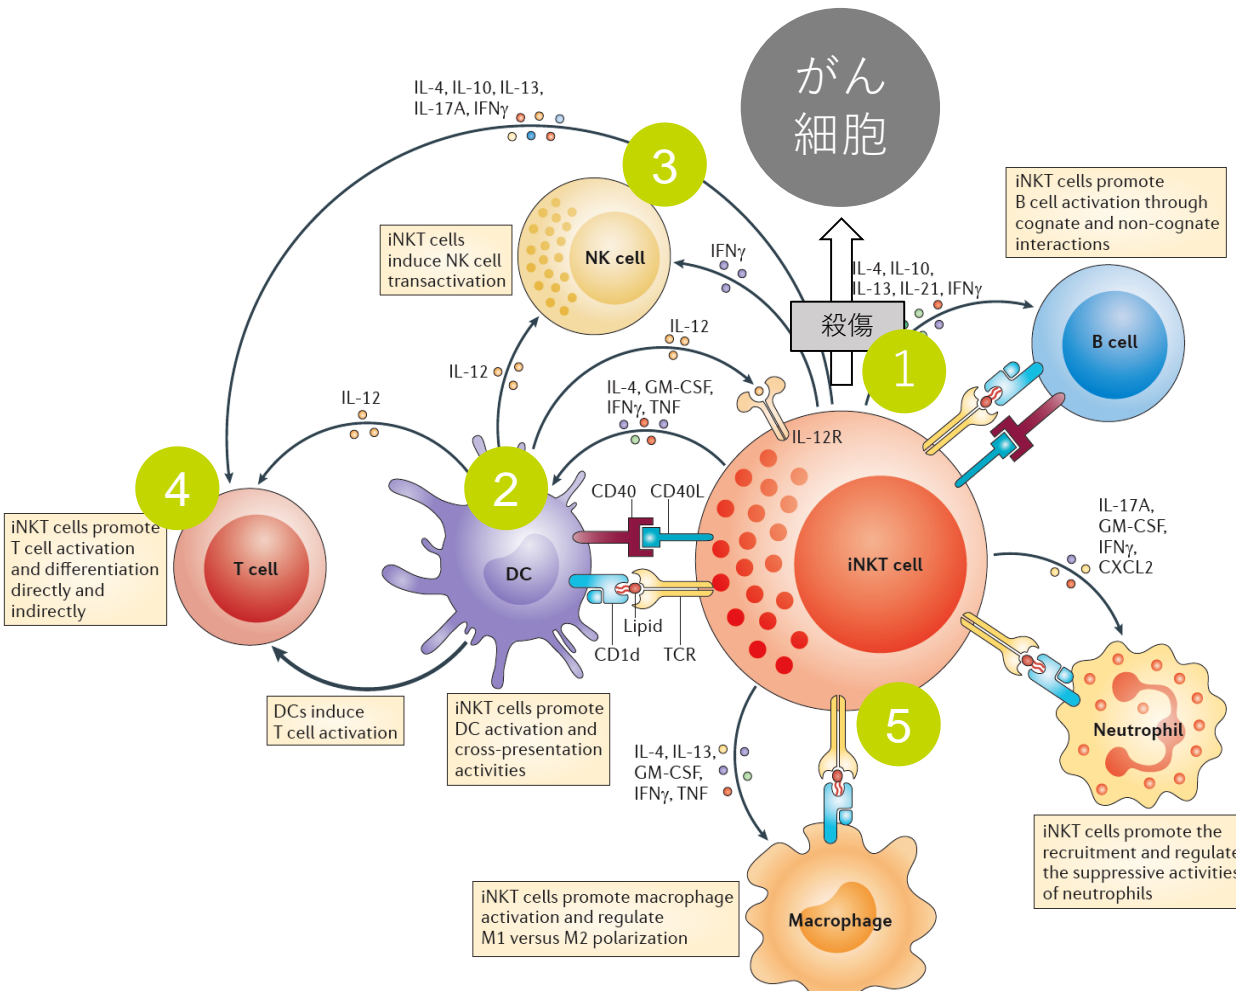 がん
細胞
IL-4, IL-10, IL-13,
IL-17A, IFNγ
3
iNKT cells promote
B cell activation through
cognate and non-cognate
interactions
iNKT cells
induce NK cell
transactivation
NK cell
IFNγ
IL-4, IL-10,
IL-13, IL-21, IFNγ
殺傷
1
B cell
IL-12
IL-12
IL-4, GM-CSF,
IFNγ, TNF
IL-12
IL-12R
4
2
CD40
CD40L
IL-17A,
GM-CSF,
IFNγ,
CXCL2
iNKT cells promote
T cell activation
and differentiation
directly and
indirectly
T cell
DC
iNKT cell
Lipid
CD1d
TCR
DCs induce
T cell activation
iNKT cells promote
DC activation and
cross-presentation
activities
5
Neutrophil
IL-4, IL-13,
GM-CSF,
IFNγ, TNF
iNKT cells promote the
recruitment and regulate
the suppressive activities
of neutrophils
iNKT cells promote macrophage
activation and regulate
M1 versus M2 polarization
Macrophage